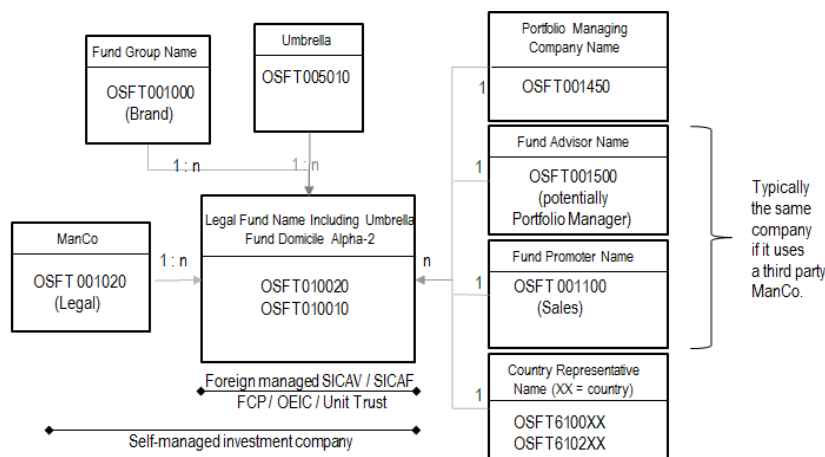 Fund Group Name
OSFT001000
(Brand)
Umbrella
OSFT005010
1 : n
1 : n
ManCo
OSFT 001020
(Legal)
1 : n
Legal Fund Name Including Umbrella
Fund Domicile Alpha-2
OSFT010020
OSFT010010
n
Foreign managed SICAV / SICAF
FCP / OEIC / Unit Trust
Self-managed investment company
Portfolio Managing
Company Name
OSFT001450
1
Fund Advisor Name
OSFT001500
(potentially
Portfolio Manager)
1
Fund Promoter Name
OSFT 001100
(Sales)
1
Country Representative
Name (XX = country)
OSFT6100XX
OSFT6102XX
1
Typically
the same
company
if it uses
a third party
ManCo.